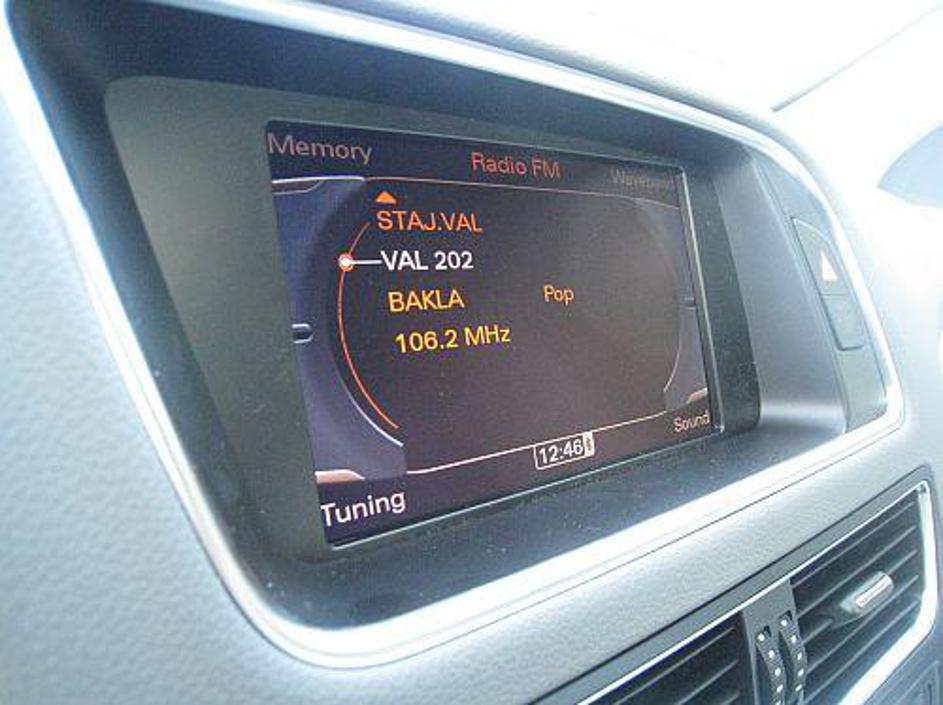 Memory
Radio FM
Waveband
STAJ.VAL
VAL 202
BAKLA
Pop
106.2 MHz
Sound
12:46
Tuning